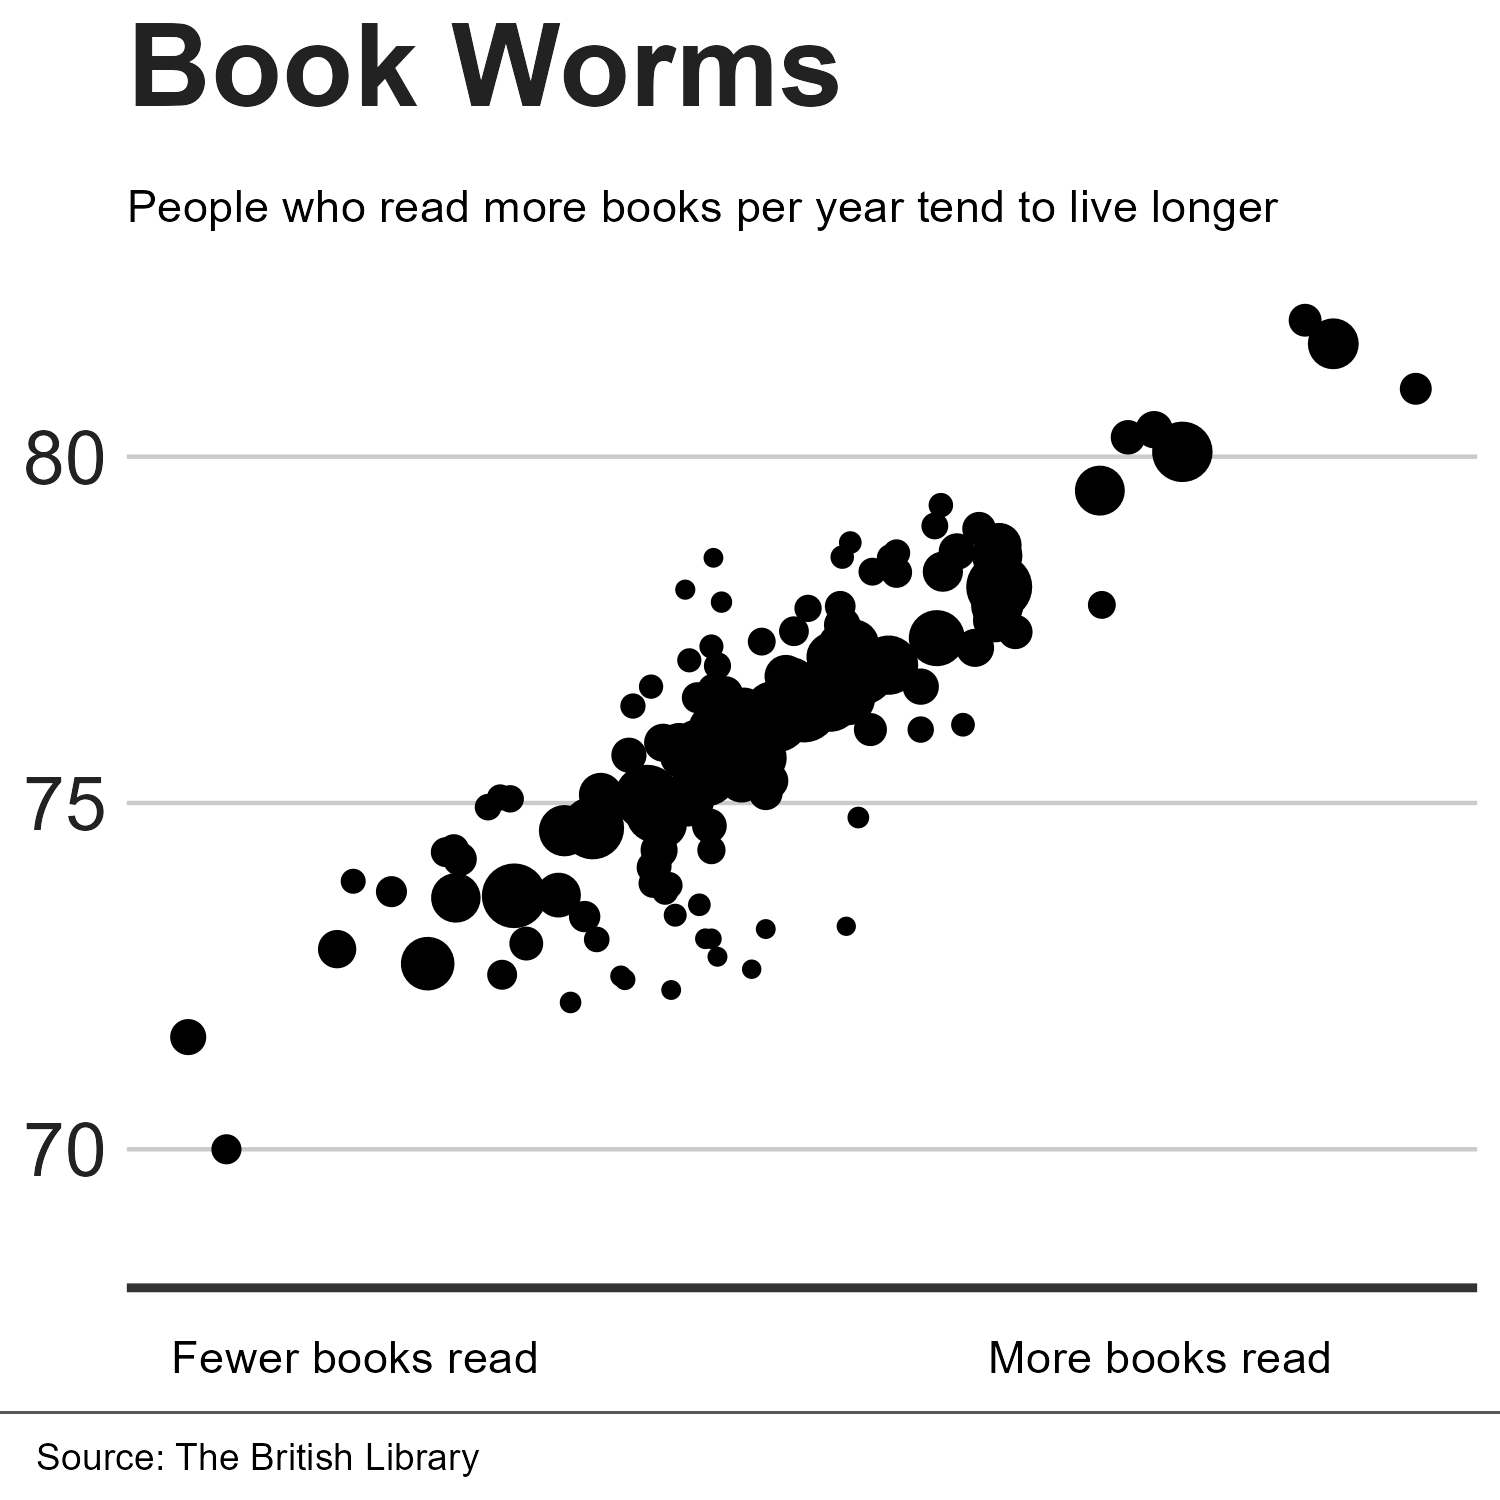 Book Worms
People who read more books per year tend to live longer
80
75
70
Fewer books read
More books read
Source: The British Library